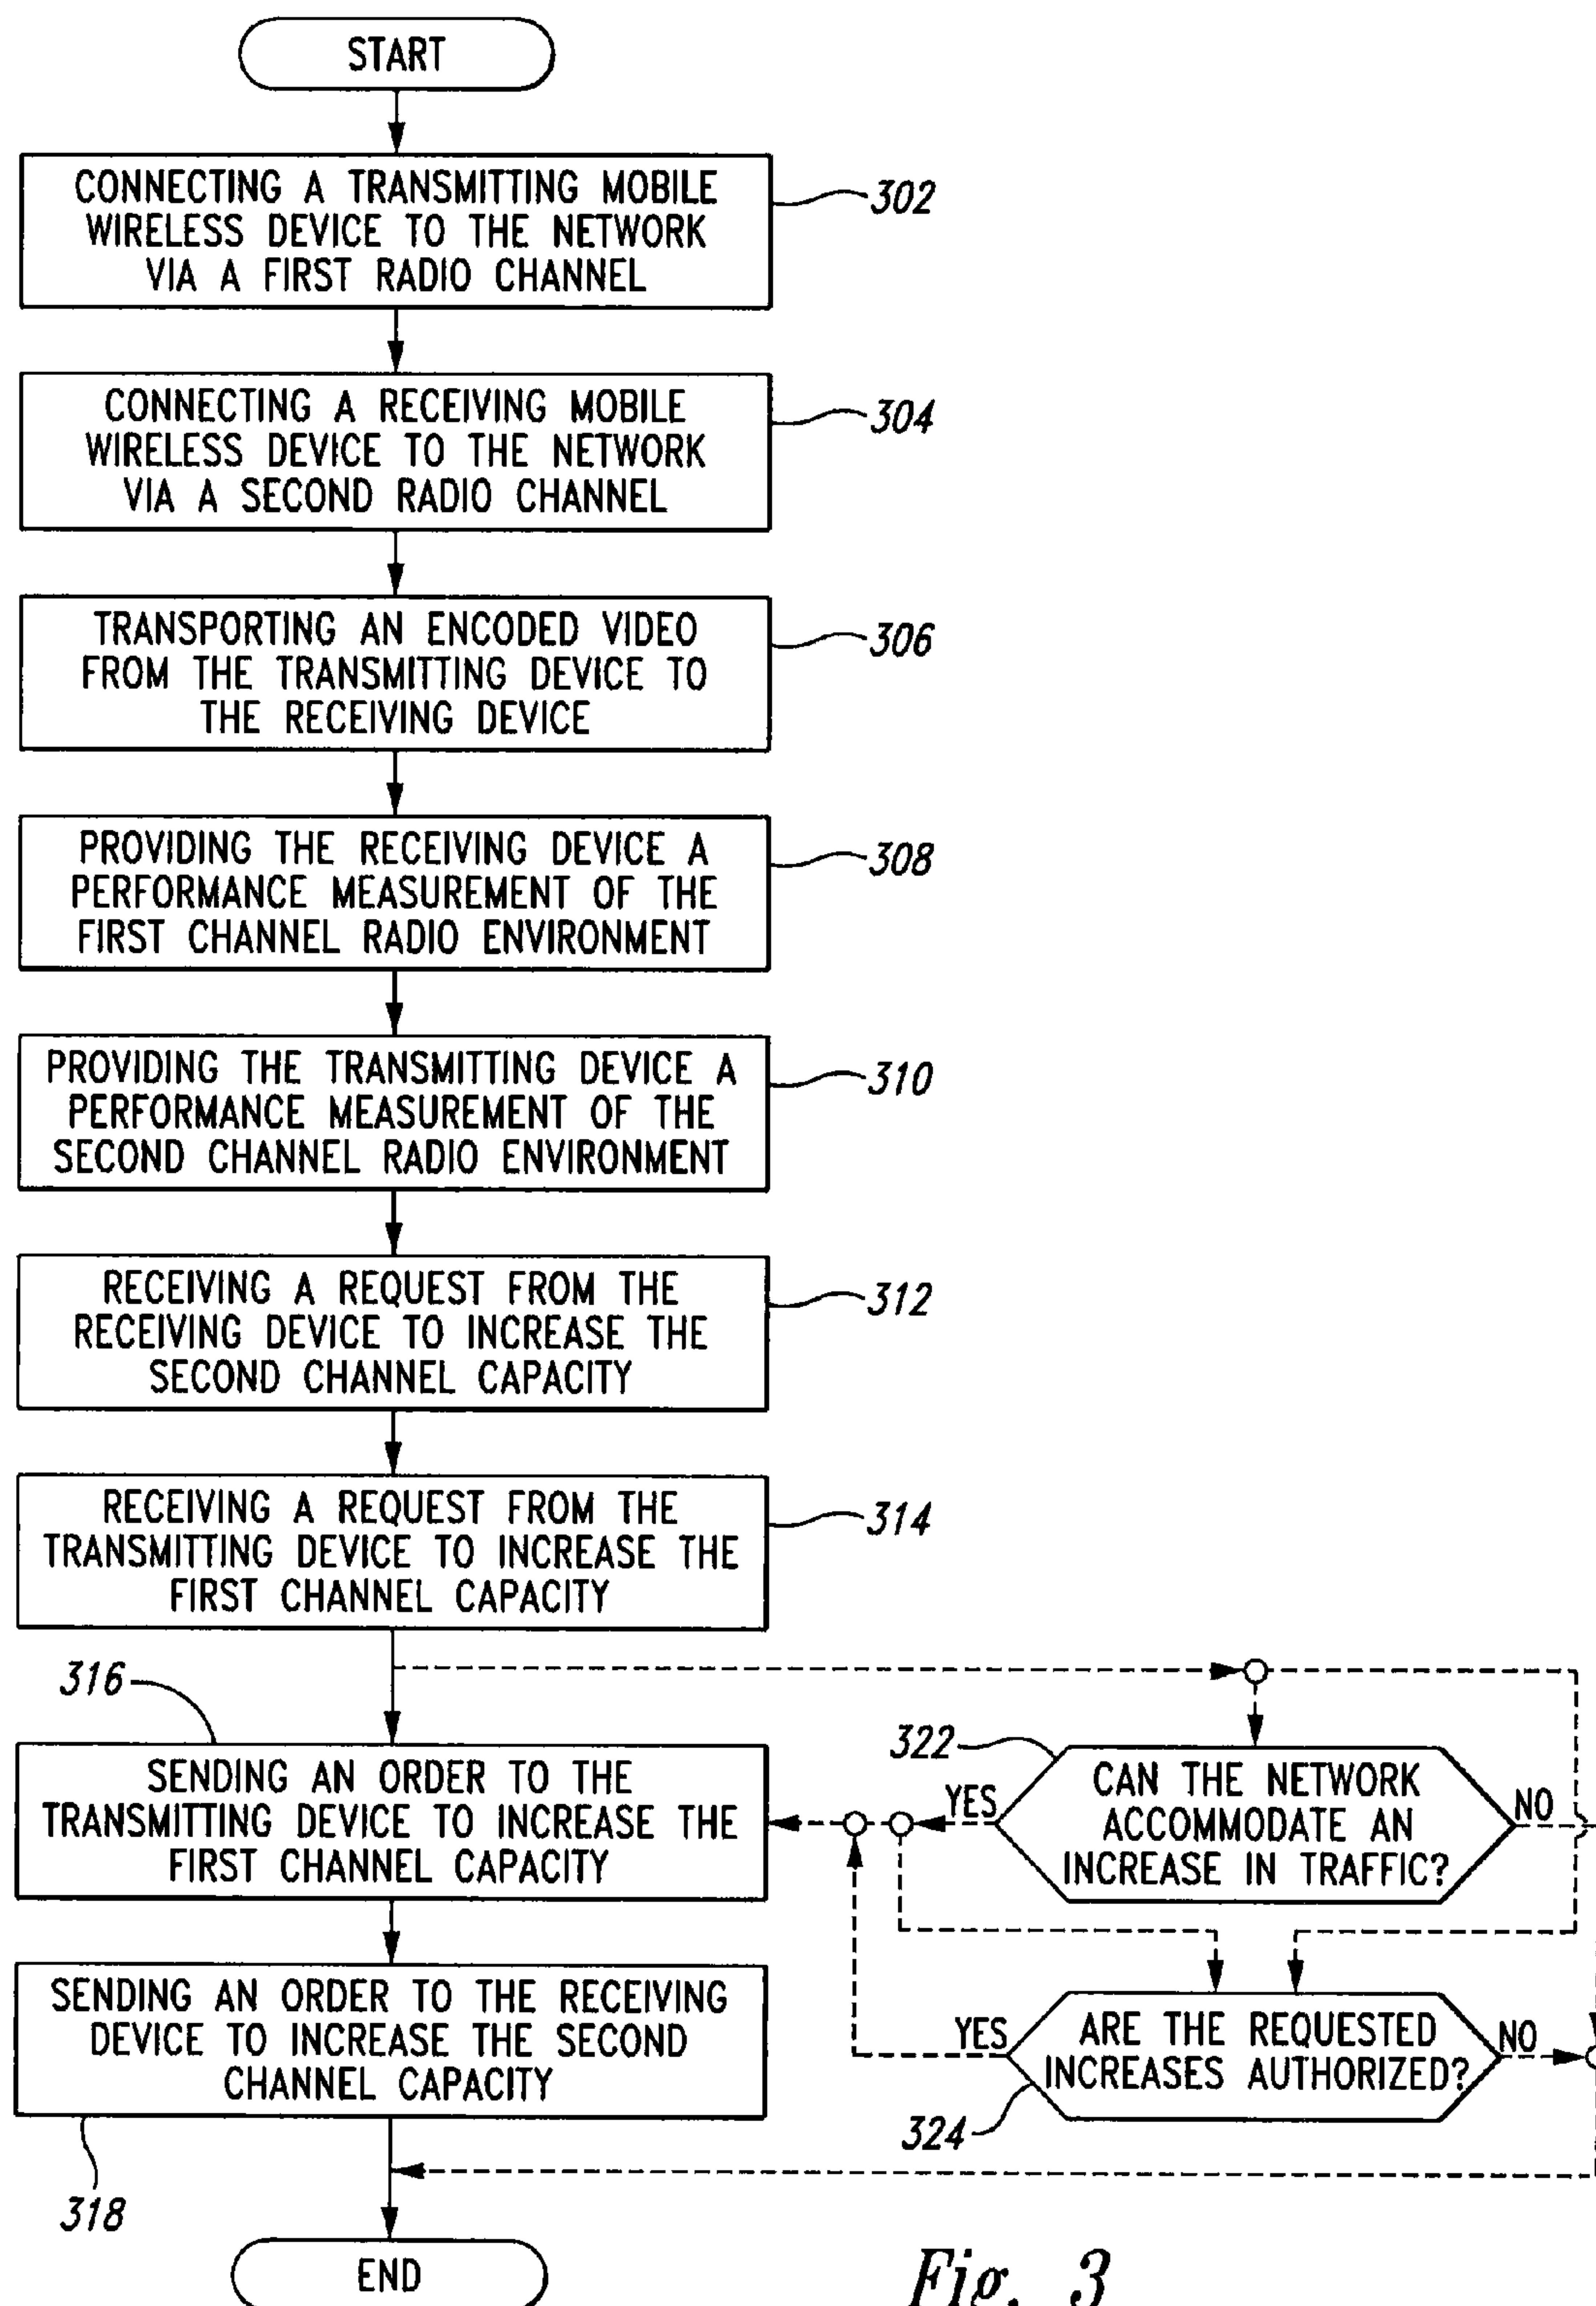 START
CONNECTING A TRANSMITTING MOBILE
WIRELESS DEVICE TO THE NETWORK
VIA A FIRST RADIO CHANNEL
302
CONNECTING A RECEIVING MOBILE
WIRELESS DEVICE TO THE NETWORK
VIA A SECOND RADIO CHANNEL
304
TRANSPORTING AN ENCODED VIDEO
FROM THE TRANSMITTING DEVICE TO
THE RECEIVING DEVICE
306
PROVIDING THE RECEIVING DEVICE A
PERFORMANCE MEASUREMENT OF THE
FIRST CHANNEL RADIO ENVIRONMENT
308
PROVIDING THE TRANSMITTING DEVICE A
PERFORMANCE MEASUREMENT OF THE
SECOND CHANNEL RADIO ENVIRONMENT
310
RECEIVING A REQUEST FROM THE
RECEIVING DEVICE TO INCREASE THE
SECOND CHANNEL CAPACITY
312
RECEIVING A REQUEST FROM THE
TRANSMITTING DEVICE TO INCREASE THE
FIRST CHANNEL CAPACITY
314
316
SENDING AN ORDER TO THE
TRANSMITTING DEVICE TO INCREASE THE
FIRST CHANNEL CAPACITY
322
CAN THE NETWORK
ACCOMMODATE AN
INCREASE IN TRAFFIC?
YES
NO
SENDING AN ORDER TO THE RECEIVING
DEVICE TO INCREASE THE SECOND
CHANNEL CAPACITY
318
ARE THE REQUESTED
INCREASES AUTHORIZED?
YES
NO
324
END
Fig. 3